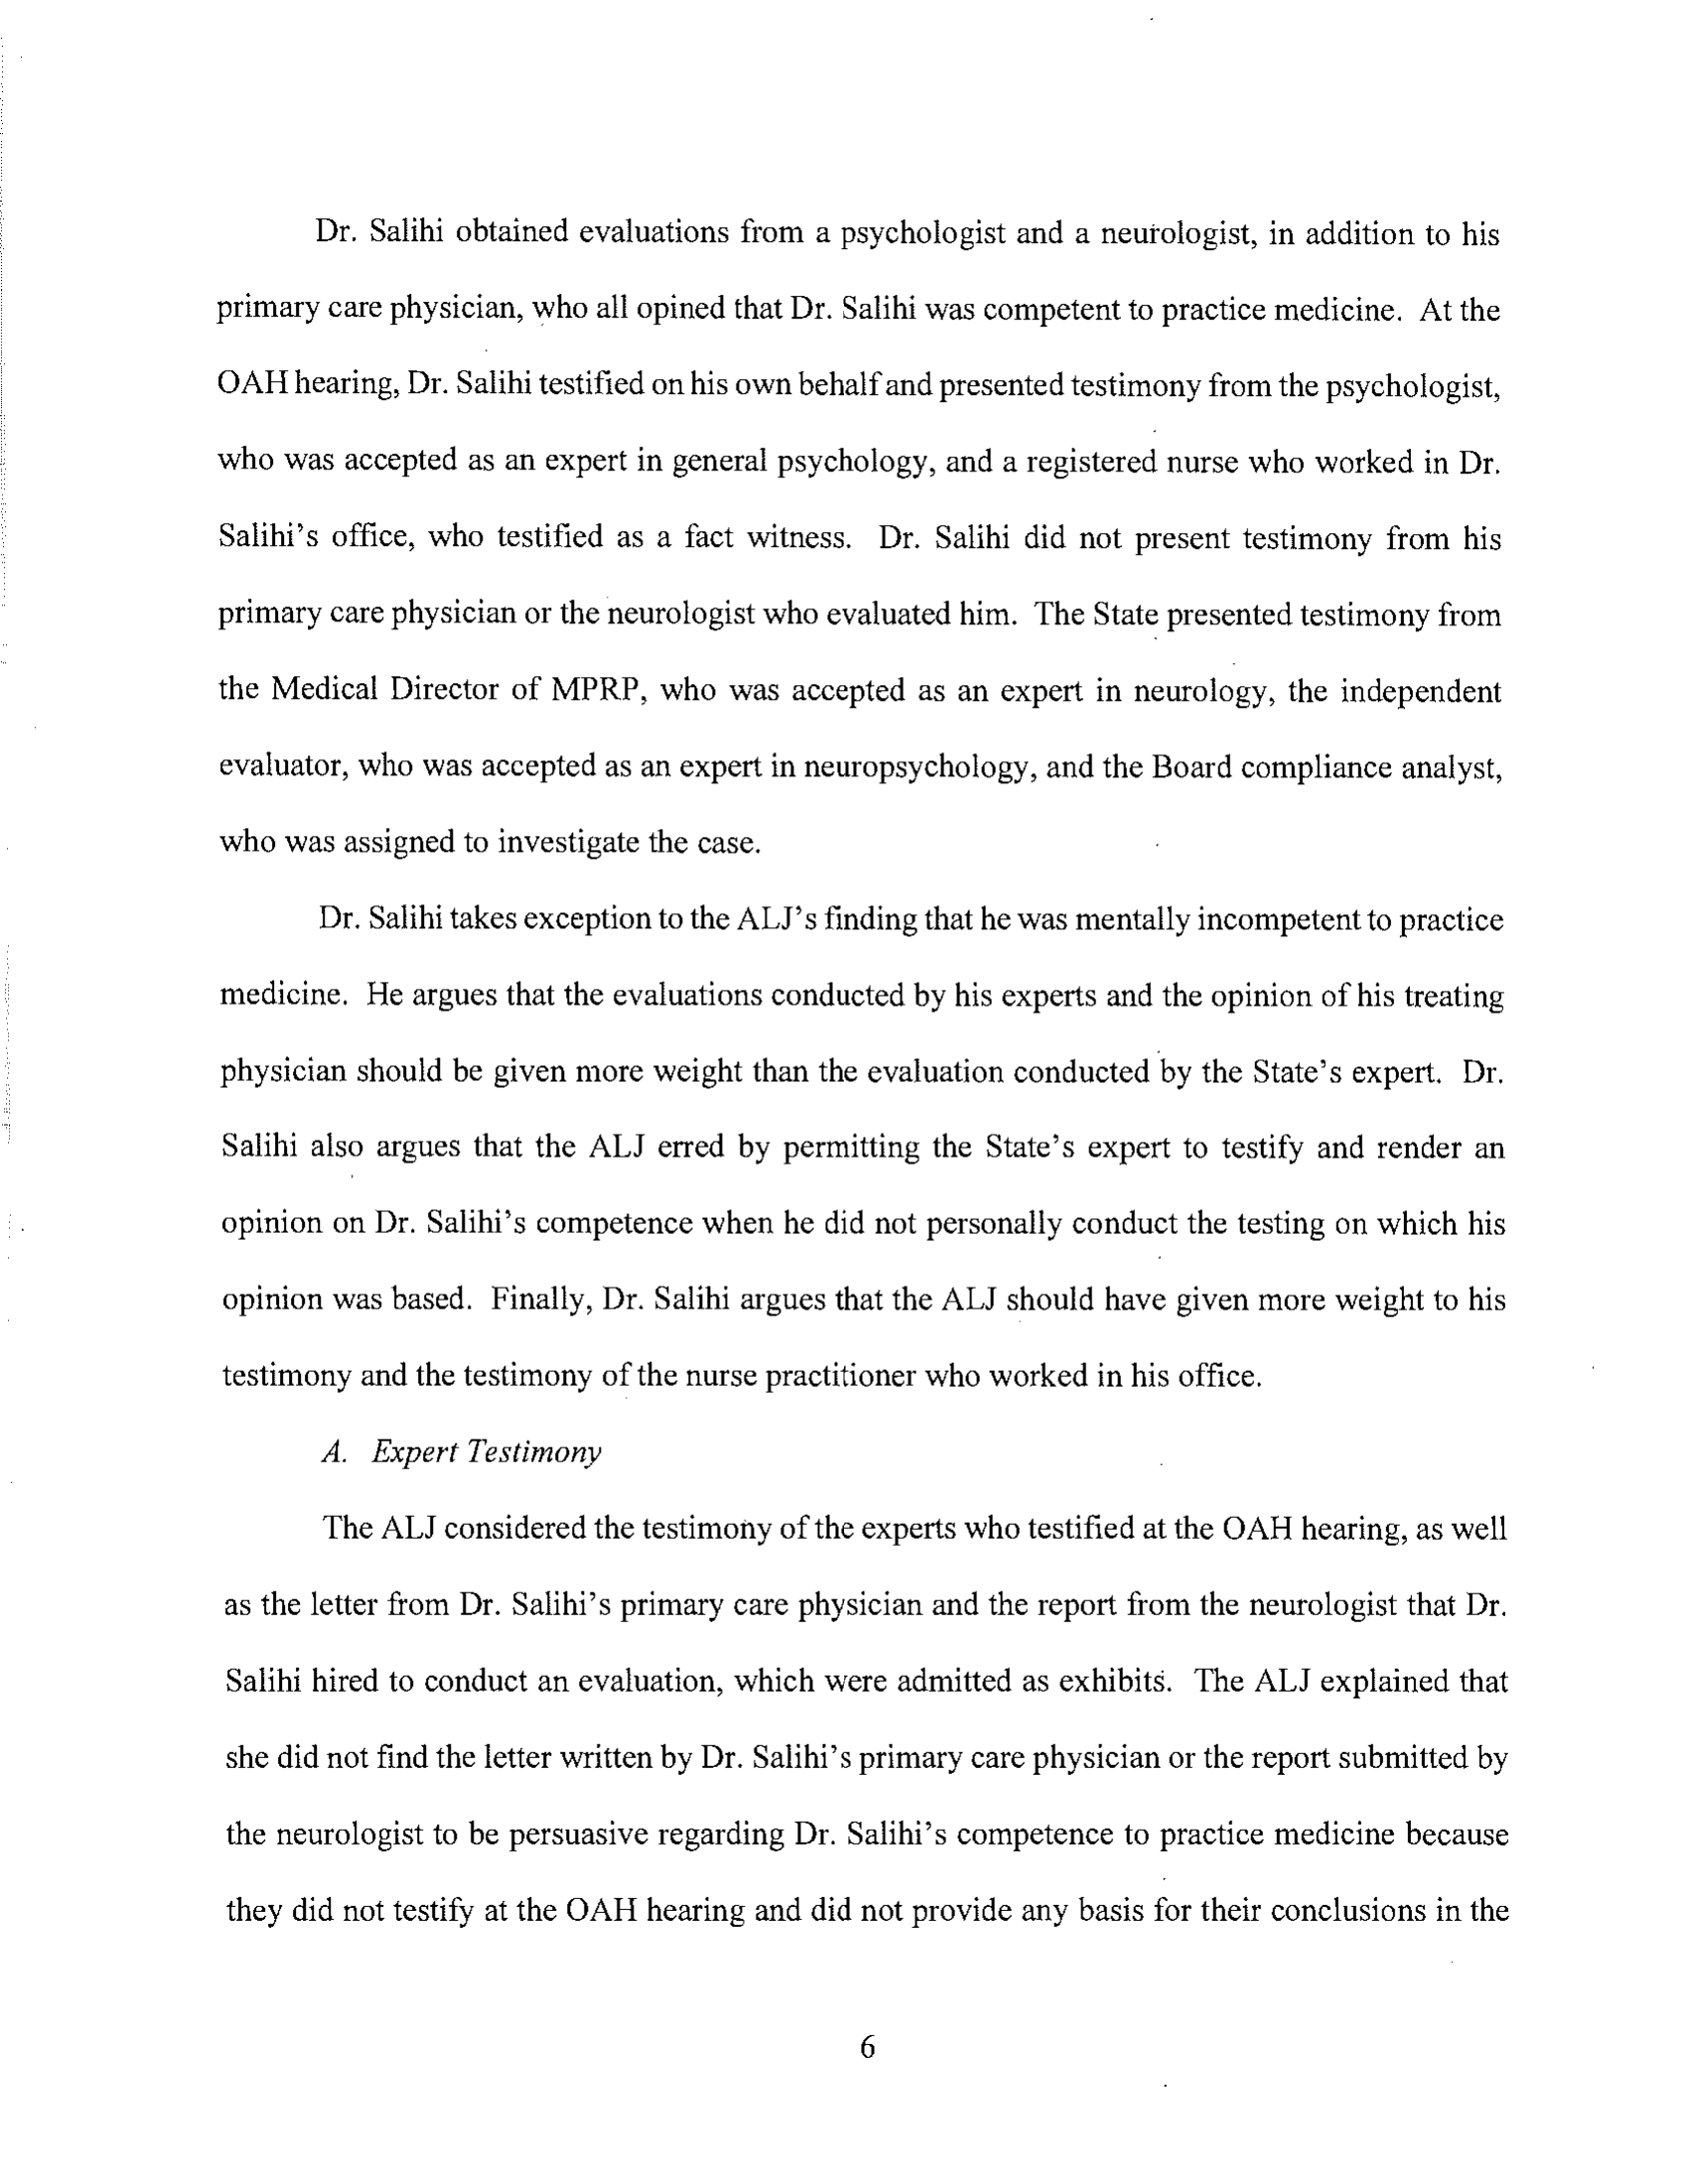 Dr. Salihi obtained evaluations from a psychologist and a neurologist, in addition to his
primary care physician, who all opined that Dr. Salihi was competent to practice medicine. At the
OAH hearing, Dr. Salihi testified on his own behalf and presented testimony from the psychologist,
who was accepted as an expert in general psychology, and a registered nurse who worked in Dr.
Salihi's office, who testified as a fact witness. Dr. Salihi did not present testimony from his
primary care physician or the neurologist who evaluated him. The State presented testimony from
the Medical Director of MPRP, who was accepted as an expert in neurology, the independent
evaluator, who was accepted as an expert in neuropsychology, and the Board compliance analyst,
who was assigned to investigate the case.
Dr. Salihi takes exception to the ALJ's finding that he was mentally incompetent to practice
medicine. He argues that the evaluations conducted by his experts and the opinion of his treating
physician should be given more weight than the evaluation conducted by the State's expert. Dr.
Salihi also argues that the ALJ erred by permitting the State's expert to testify and render an
opinion on Dr. Salihi's competence when he did not personally conduct the testing on which his
opinion was based. Finally, Dr. Salihi argues that the ALJ should have given more weight to his
testimony and the testimony of the nurse practitioner who worked in his office.
A. Expert Testimony
The ALJ considered the testimony of the experts who testified at the OAH hearing, as well
as the letter from Dr. Salihi's primary care physician and the report from the neurologist that Dr.
Salihi hired to conduct an evaluation, which were admitted as exhibits. The ALJ explained that
she did not find the letter written by Dr. Salihi's primary care physician or the report submitted by
the neurologist to be persuasive regarding Dr. Salihi's competence to practice medicine because
they did not testify at the OAH hearing and did not provide any basis for their conclusions in the
6